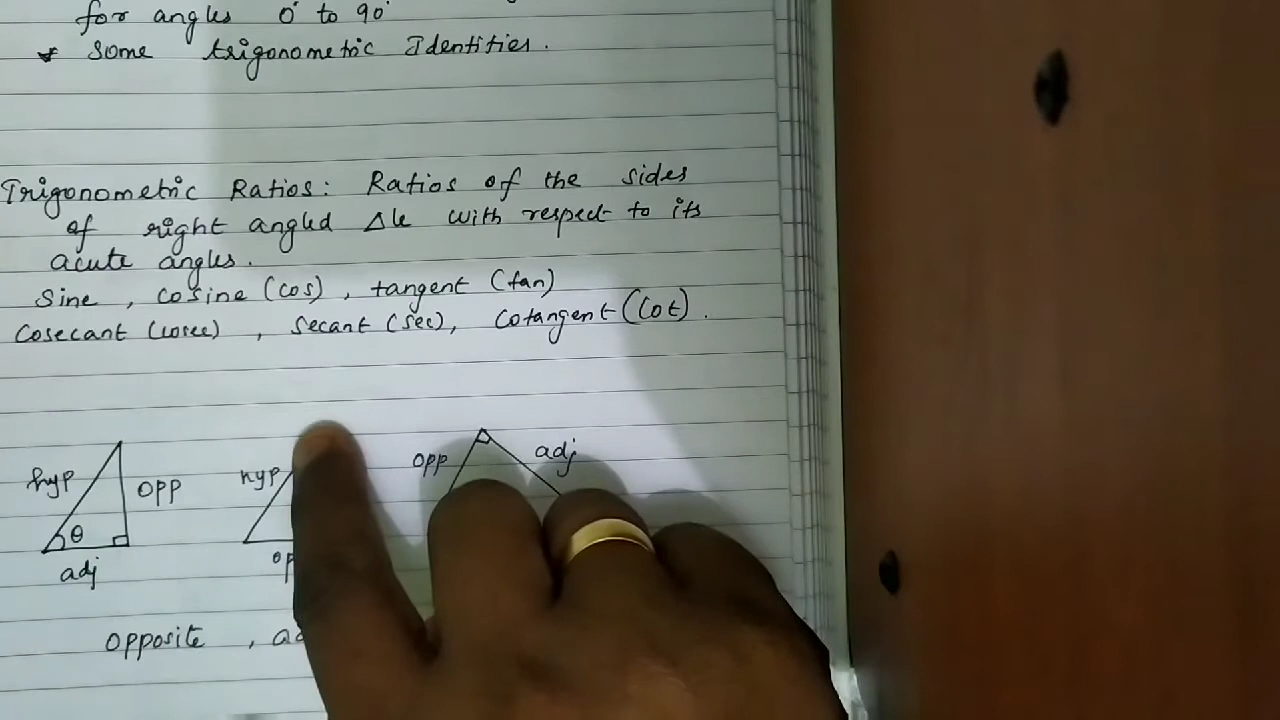 for angles 0° to 90°
* Some trigonometric Identities.
Trigonometric Ratios: Ratios of the sides
of right angled Δle with respect to its
acute angles.
Sine , Cosine (cos) , tangent (tan)
Cosecant (cosec) , Secant (sec), Cotangent (Cot).
hyp
opp
θ
adj
hyp
opp
adj
opposite ,